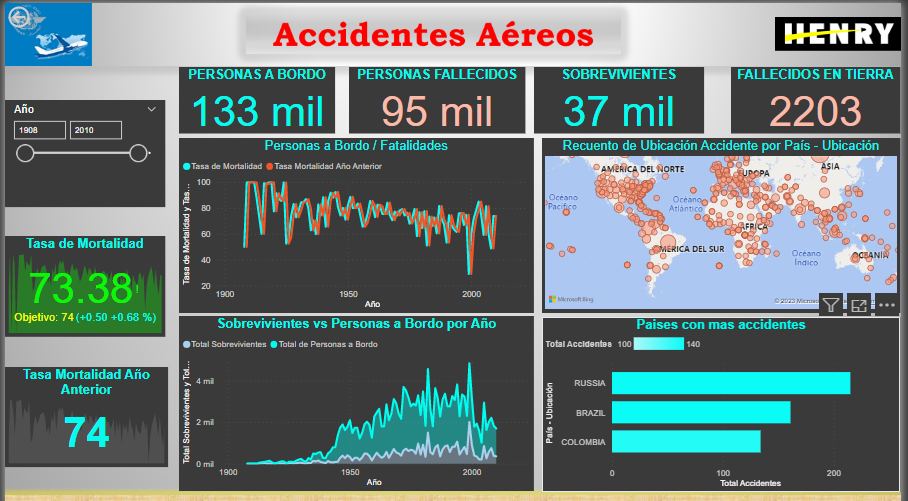 Accidentes Aéreos
HENRY
PERSONAS A BORDO
133 mil
PERSONAS FALLECIDOS
95 mil
SOBREVIVIENTES
37 mil
FALLECIDOS EN TIERRA
2203
Año
1908
2010
Tasa de Mortalidad
73.38
Objetivo: 74 (+0.50 +0.68 %)
Tasa Mortalidad Año
Anterior
74
Personas a Bordo / Fatalidades
Tasa de Mortalidad
Tasa Mortalidad Año Anterior
Tasa de Mortalidad y Tas...
100
80
60
40
20
1900
1950
2000
Año
Recuento de Ubicación Accidente por País - Ubicación
AMÉRICA DEL NORTE
EUROPA
ASIA
Océano
Pacífico
Océano
Atlántico
ÁFRICA
AMÉRICA DEL SUR
Océano
Índico
OCEANÍA
Microsoft Bing
© 2023 Microsoft
Sobrevivientes vs Personas a Bordo por Año
Total Sobrevivientes
Total de Personas a Bordo
Total Sobrevivientes y Tot...
4 mil
2 mil
0 mil
1900
1950
2000
Año
Paises con mas accidentes
Total Accidentes
100
140
País - Ubicación
RUSSIA
BRAZIL
COLOMBIA
0
100
200
Total Accidentes